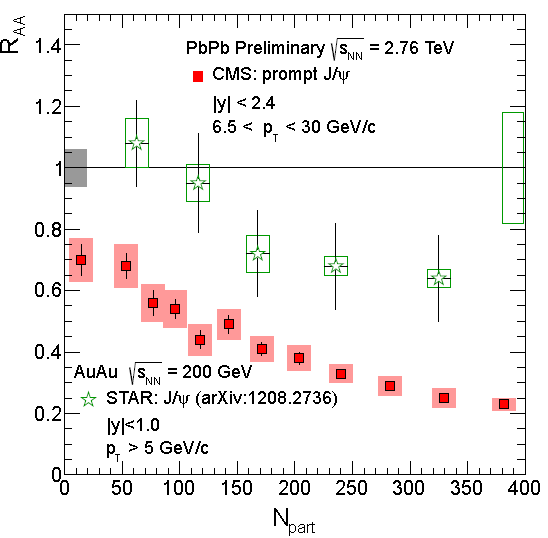 R_AA
PbPb Preliminary √s_NN = 2.76 TeV
CMS: prompt J/ψ
|y| < 2.4
6.5 < p_T < 30 GeV/c
AuAu √s_NN = 200 GeV
STAR: J/ψ (arXiv:1208.2736)
|y|<1.0
p_T > 5 GeV/c
1.4
1.2
1
0.8
0.6
0.4
0.2
0
0 50 100 150 200 250 300 350 400
N_part